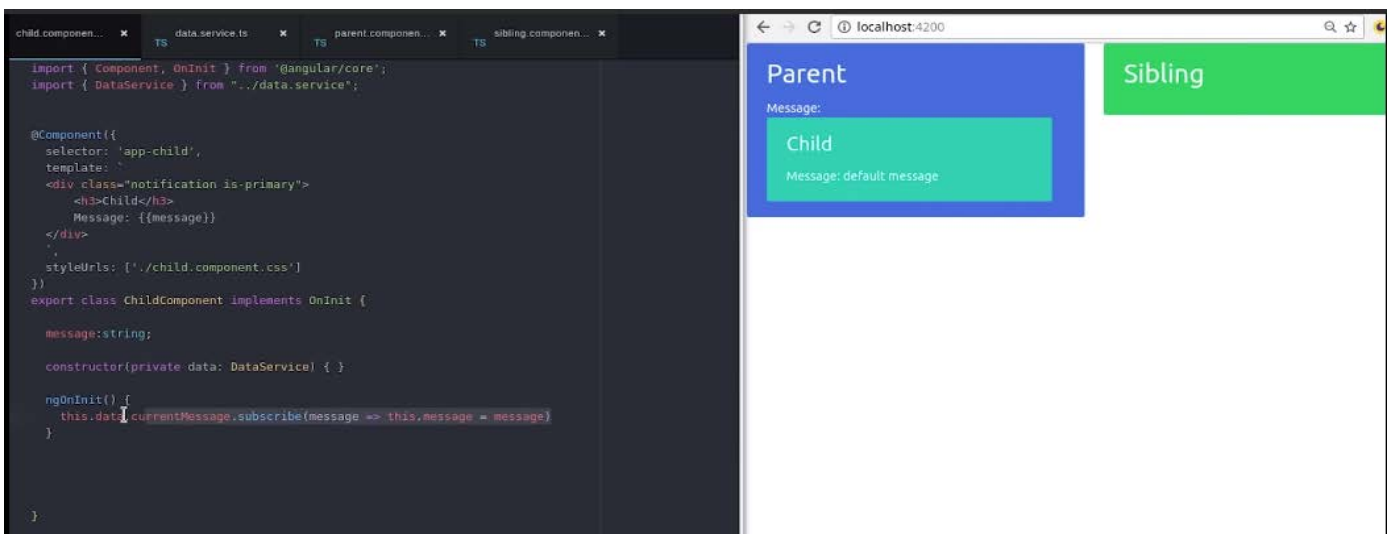 child.componen... ×
TS data.service.ts ×
TS parent.componen... ×
TS sibling.componen... ×
import { Component, OnInit } from '@angular/core';
import { DataService } from "../data.service";
@Component({
selector: 'app-child',
template: `
<div class="notification is-primary">
<h3>Child</h3>
Message: {{message}}
</div>
`,
styleUrls: ['./child.component.css']
})
export class ChildComponent implements OnInit {
message:string;
constructor(private data: DataService) { }
ngOnInit() {
this.data.currentMessage.subscribe(message => this.message = message)
}
}
localhost:4200
Parent
Message:
Child
Message: default message
Sibling